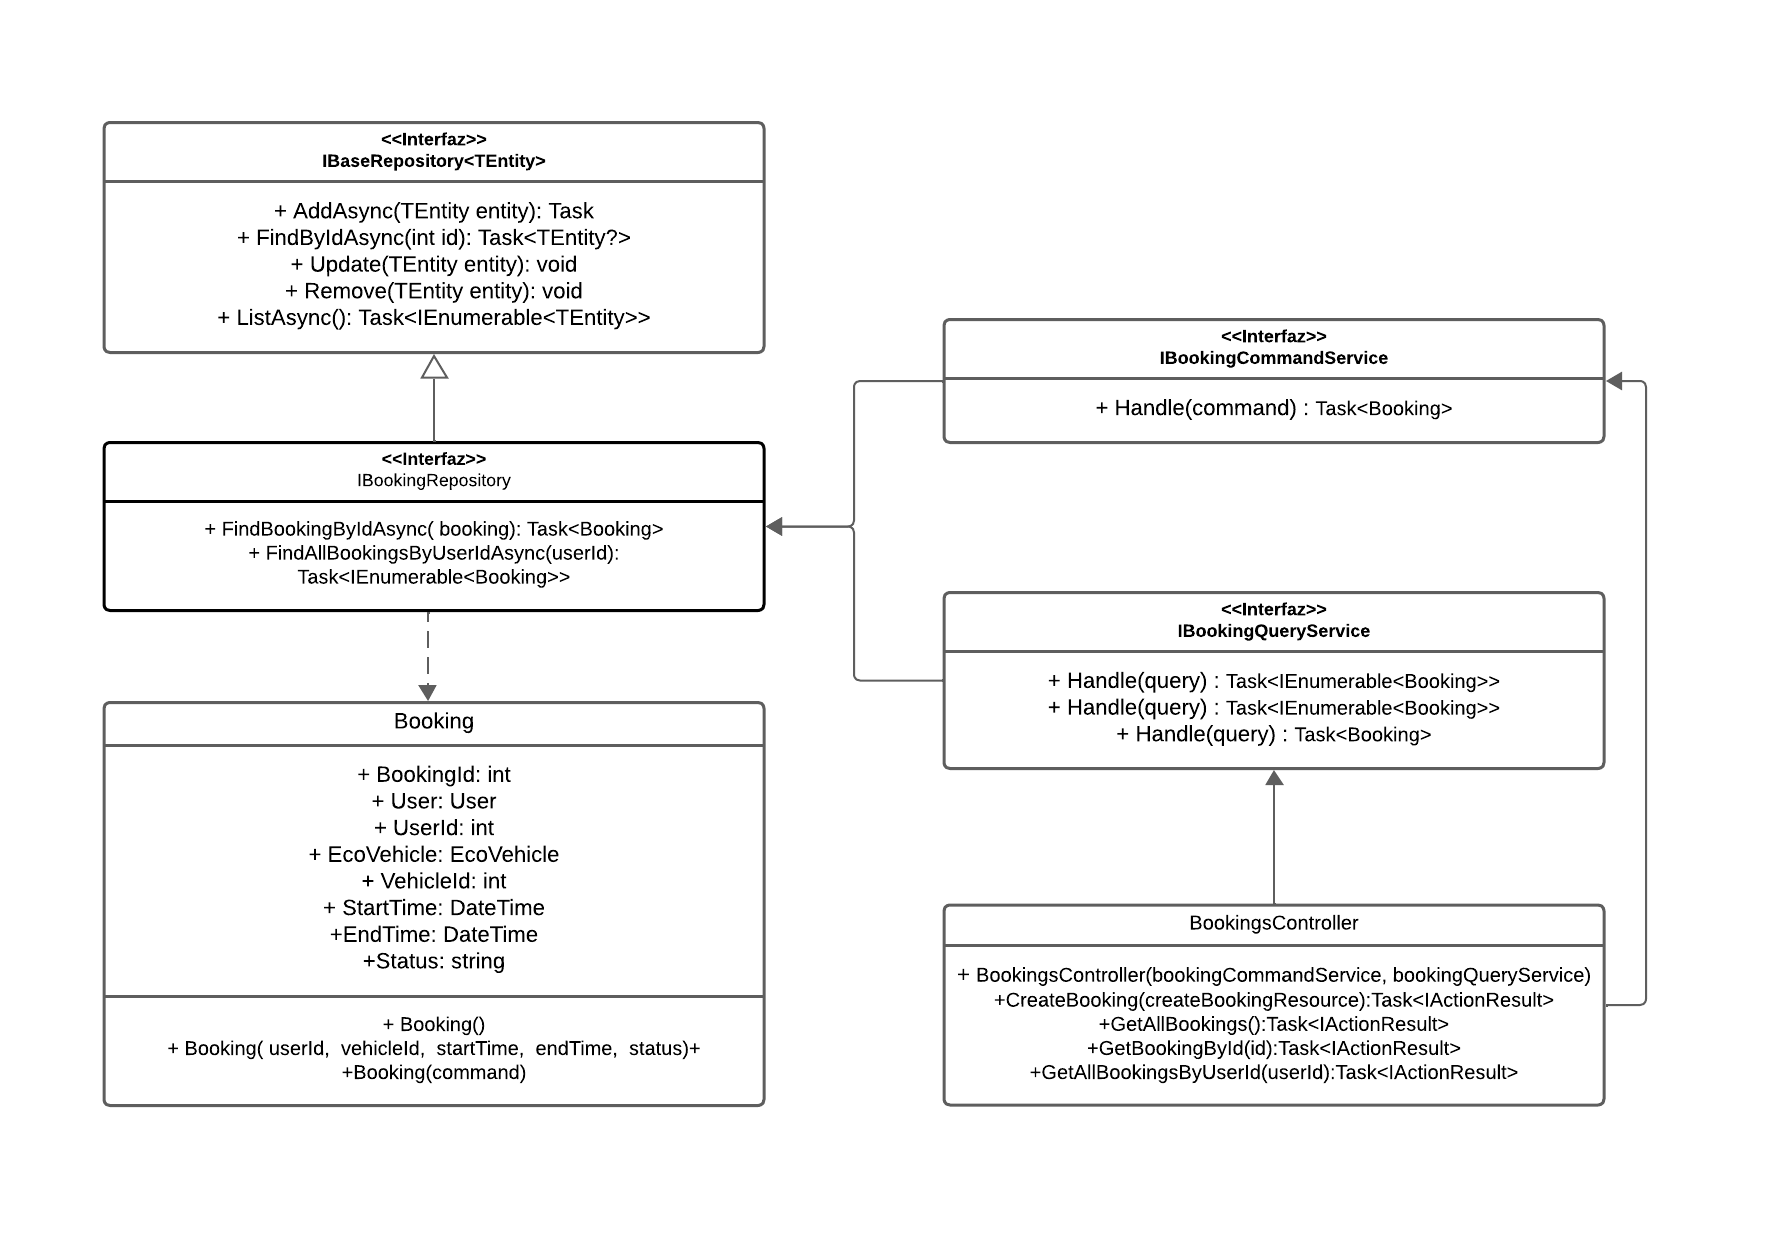 <<Interfaz>>
IBaseRepository<TEntity>
+ AddAsync(TEntity entity): Task
+ FindByIdAsync(int id): Task<TEntity?>
+ Update(TEntity entity): void
+ Remove(TEntity entity): void
+ ListAsync(): Task<IEnumerable<TEntity>>
<<Interfaz>>
IBookingRepository
+ FindBookingByIdAsync( booking): Task<Booking>
+ FindAllBookingsByUserIdAsync(userId):
Task<IEnumerable<Booking>>
Booking
+ BookingId: int
+ User: User
+ UserId: int
+ EcoVehicle: EcoVehicle
+ VehicleId: int
+ StartTime: DateTime
+EndTime: DateTime
+Status: string
+ Booking()
+ Booking( userId,  vehicleId,  startTime,  endTime,  status)+
+Booking(command)
<<Interfaz>>
IBookingCommandService
+ Handle(command) : Task<Booking>
<<Interfaz>>
IBookingQueryService
+ Handle(query) : Task<IEnumerable<Booking>>
+ Handle(query) : Task<IEnumerable<Booking>>
+ Handle(query) : Task<Booking>
BookingsController
+ BookingsController(bookingCommandService, bookingQueryService)
+CreateBooking(createBookingResource):Task<IActionResult>
+GetAllBookings():Task<IActionResult>
+GetBookingById(id):Task<IActionResult>
+GetAllBookingsByUserId(userId):Task<IActionResult>